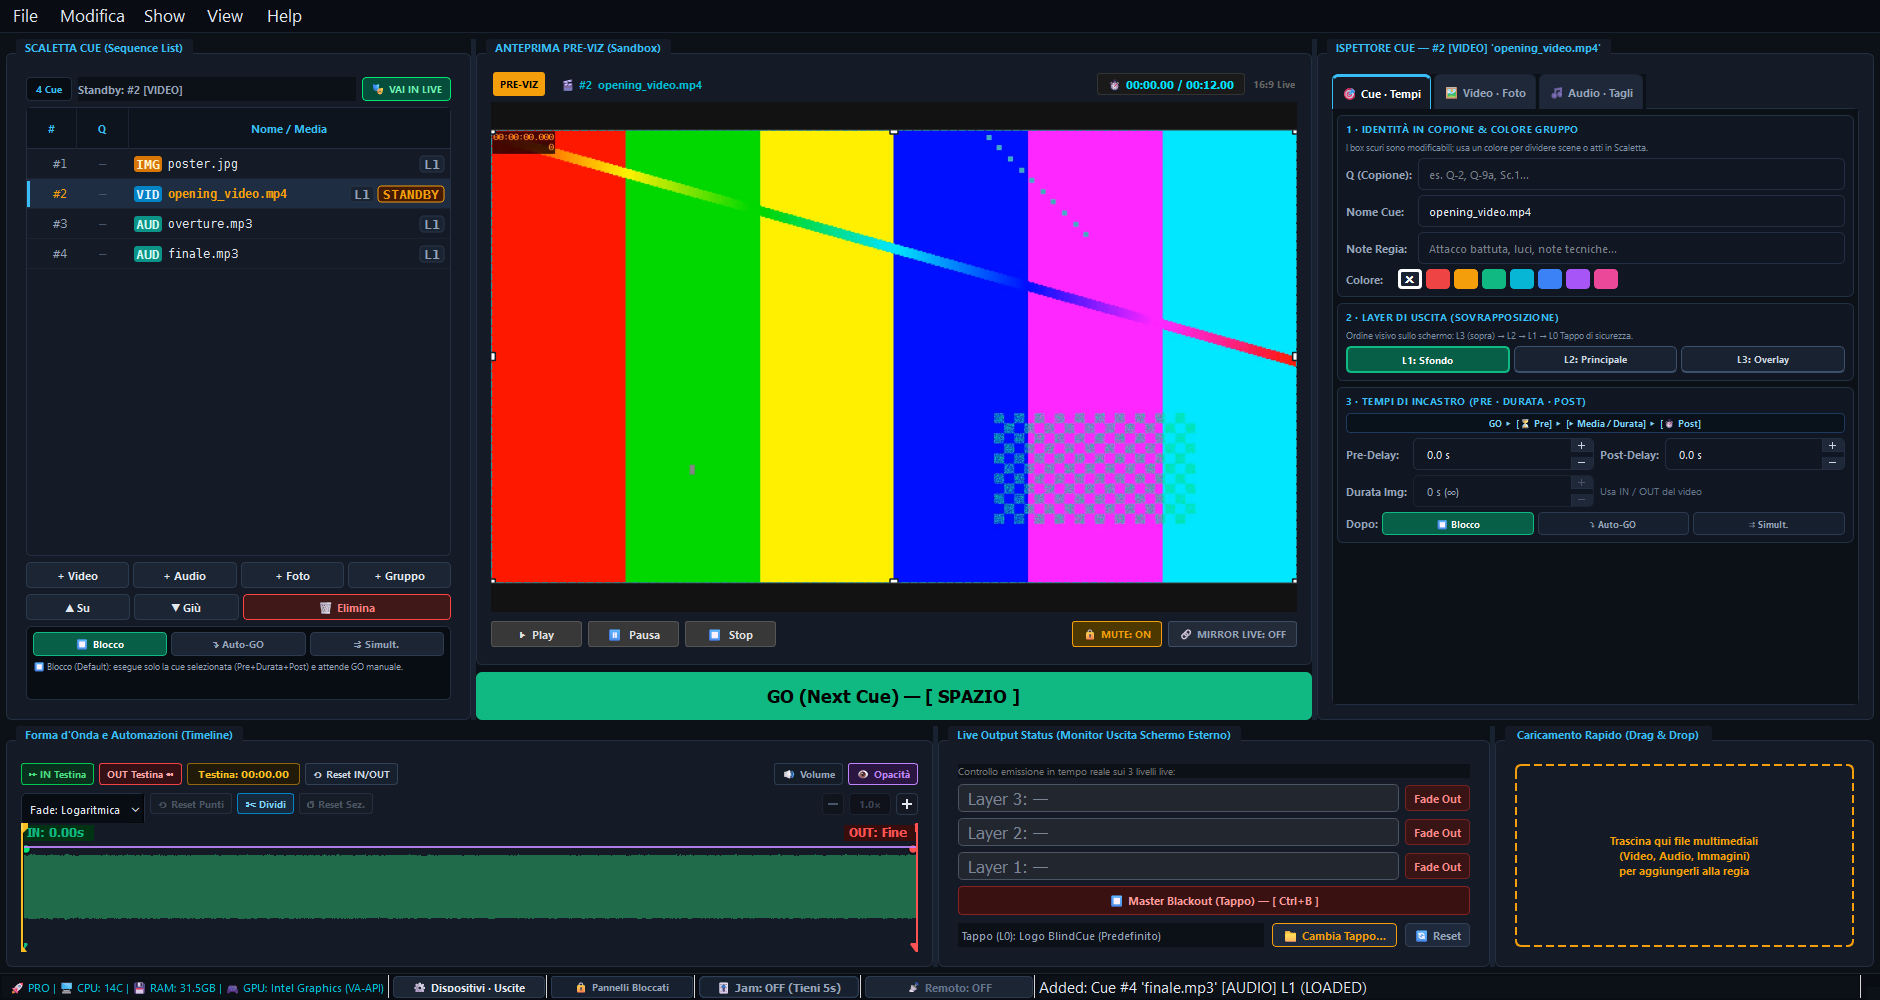 File Modifica Show View Help
SCALETTA CUE (Sequence List)
4 Cue Standby: #2 [VIDEO] VAI IN LIVE
# Q Nome / Media
#1 – IMG poster.jpg L1
#2 – VID opening_video.mp4 L1 STANDBY
#3 – AUD overture.mp3 L1
#4 – AUD finale.mp3 L1
+ Video + Audio + Foto + Gruppo
▲ Su ▼ Giù Elimina
Blocco Auto-GO Simult.
Blocco (Default): esegue solo la cue selezionata (Pre+Durata+Post) e attende GO manuale.
ANTEPRIMA PRE-VIZ (Sandbox)
PRE-VIZ #2 opening_video.mp4 00:00.00 / 00:12.00 16:9 Live
00:00:00.000
0
Play Pausa Stop MUTE: ON MIRROR LIVE: OFF
GO (Next Cue) — [ SPAZIO ]
ISPETTORE CUE — #2 [VIDEO] 'opening_video.mp4'
Cue · Tempi Video · Foto Audio · Tagli
1 · IDENTITÀ IN COPIONE & COLORE GRUPPO
I box scuri sono modificabili; usa un colore per dividere scene o atti in Scaletta.
Q (Copione): es. Q-2, Q-9a, Sc.1...
Nome Cue: opening_video.mp4
Note Regia: Attacco battuta, luci, note tecniche...
Colore: X
2 · LAYER DI USCITA (SOVRAPPOSIZIONE)
Ordine visivo sullo schermo: L3 (sopra) → L2 → L1 → L0 Tappo di sicurezza.
L1: Sfondo L2: Principale L3: Overlay
3 · TEMPI DI INCASTRO (PRE · DURATA · POST)
GO ▸ [⏳ Pre] ▸ [▸ Media / Durata] ▸ [⏰ Post]
Pre-Delay: 0.0 s + − Post-Delay: 0.0 s + −
Durata Img: 0 s (∞) + − Usa IN / OUT del video
Dopo: Blocco Auto-GO Simult.
Forma d'Onda e Automazioni (Timeline)
IN Testina OUT Testina Testina: 00:00.00 Reset IN/OUT Volume Opacità
Fade: Logaritmica Reset Punti Dividi Reset Sez. − 1.0x +
IN: 0.00s OUT: Fine
Live Output Status (Monitor Uscita Schermo Esterno)
Controllo emissione in tempo reale sui 3 livelli live:
Layer 3: — Fade Out
Layer 2: — Fade Out
Layer 1: — Fade Out
Master Blackout (Tappo) — [ Ctrl+B ]
Tappo (L0): Logo BlindCue (Predefinito) Cambia Tappo... Reset
Caricamento Rapido (Drag & Drop)
Trascina qui file multimediali
(Video, Audio, Immagini)
per aggiungerli alla regia
PRO | CPU: 14C | RAM: 31.5GB | GPU: Intel Graphics (VA-API) Dispositivi · Uscite Pannelli Bloccati Jam: OFF (Tieni 5s) Remoto: OFF Added: Cue #4 'finale.mp3' [AUDIO] L1 (LOADED)